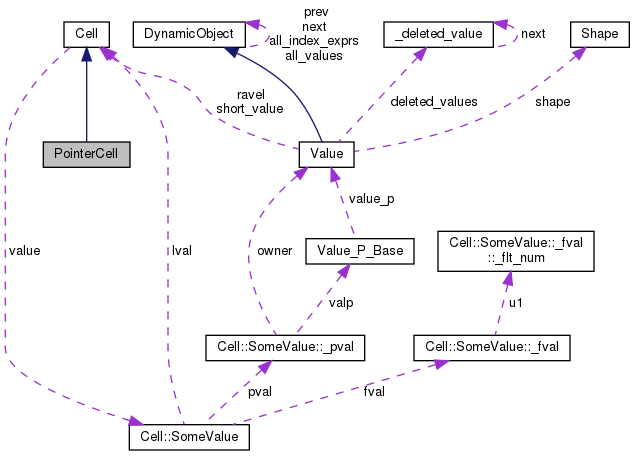 prev
next
all_index_exprs
all_values
Cell
DynamicObject
_deleted_value
next
Shape
ravel
short_value
deleted_values
shape
PointerCell
Value
value_p
value
lval
owner
Value_P_Base
Cell::SomeValue::_fval
::_flt_num
valp
u1
Cell::SomeValue::_pval
Cell::SomeValue::_fval
pval
fval
Cell::SomeValue